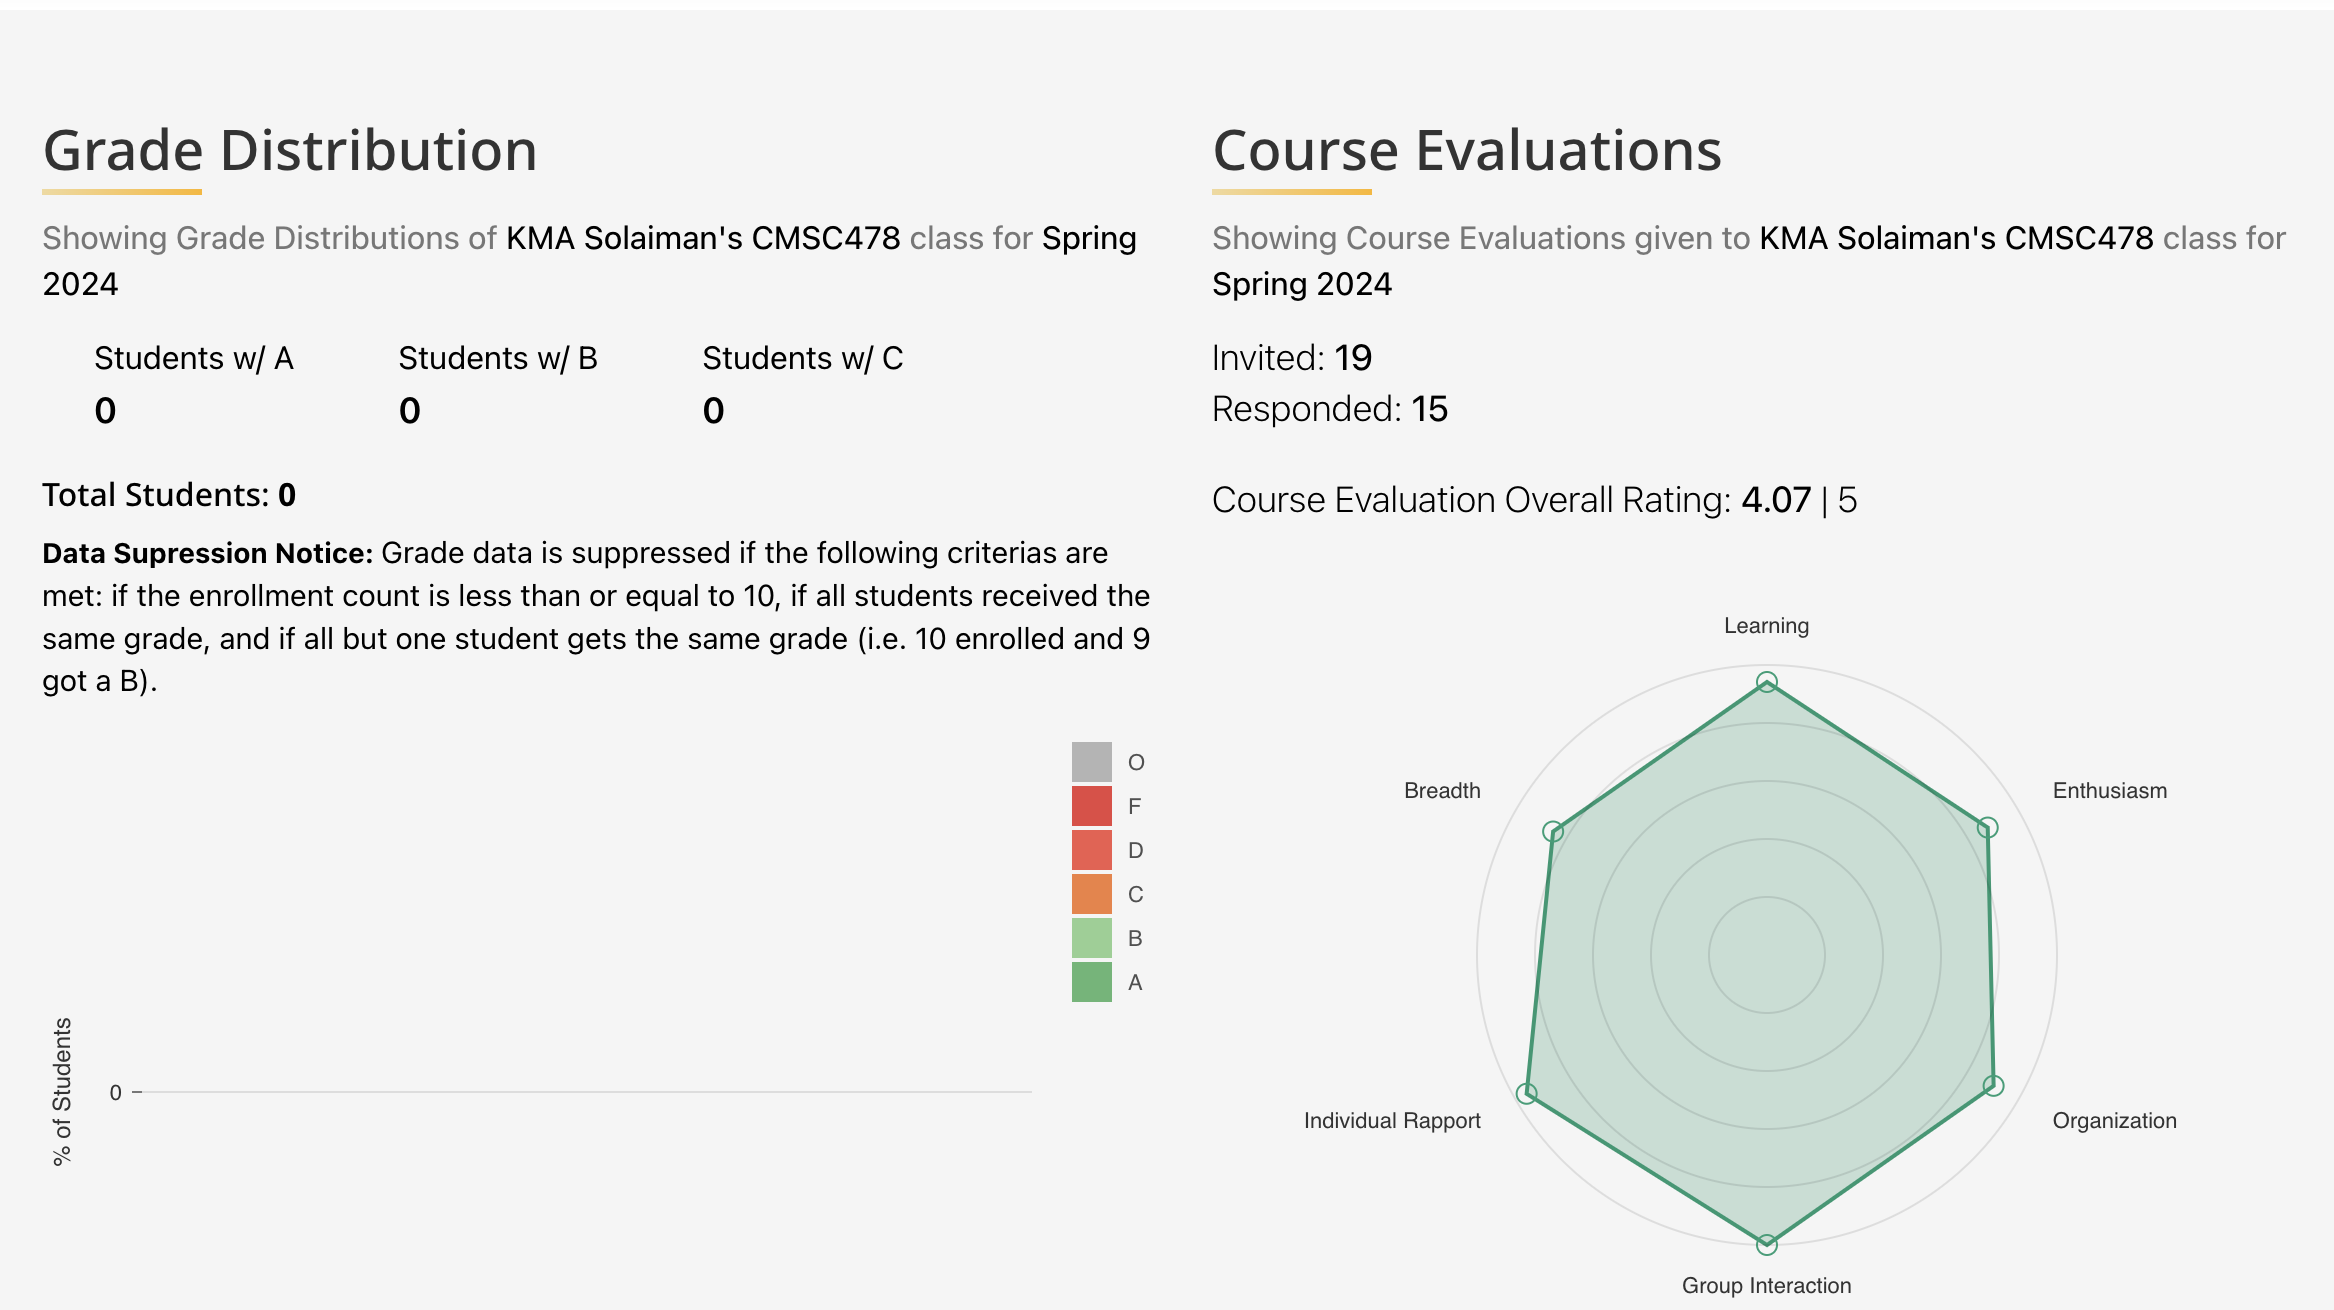 Grade Distribution
Showing Grade Distributions of KMA Solaiman's CMSC478 class for Spring
2024
Students w/ A
Students w/ B
Students w/ C
0
0
0
Total Students: 0
Data Supression Notice: Grade data is suppressed if the following criterias are
met: if the enrollment count is less than or equal to 10, if all students received the
same grade, and if all but one student gets the same grade (i.e. 10 enrolled and 9
got a B).
O
F
D
C
B
A
% of Students
0
Course Evaluations
Showing Course Evaluations given to KMA Solaiman's CMSC478 class for
Spring 2024
Invited: 19
Responded: 15
Course Evaluation Overall Rating: 4.07 | 5
Learning
Breadth
Enthusiasm
Individual Rapport
Organization
Group Interaction